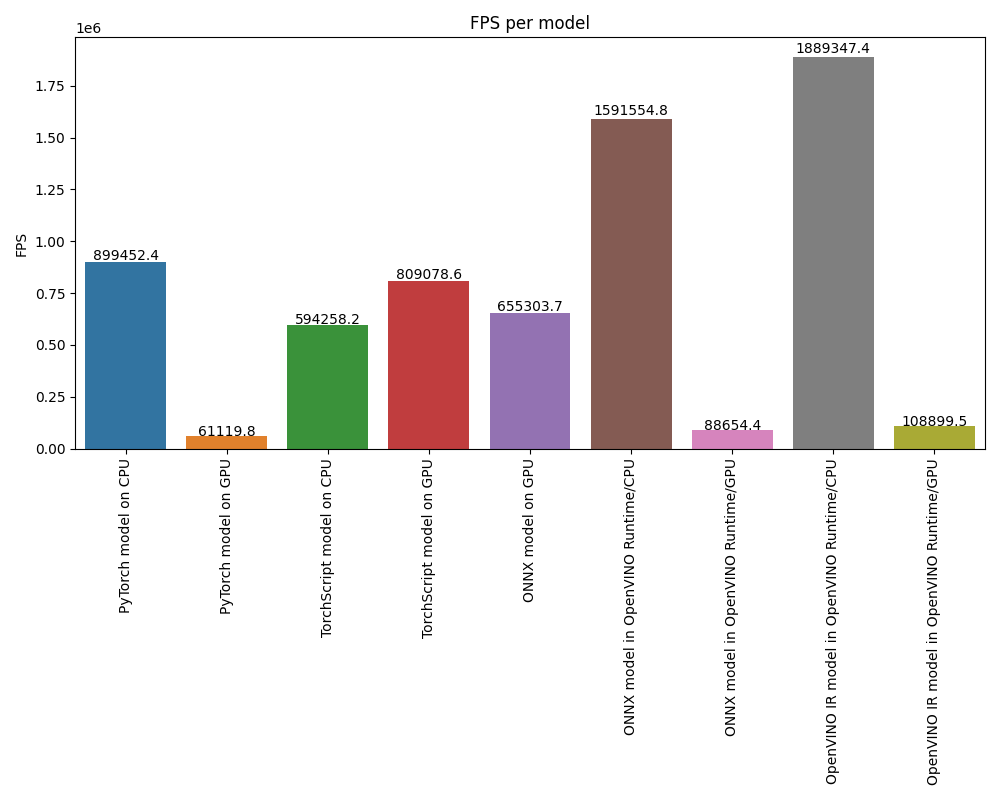 FPS per model
1e6
FPS
1.75
1.50
1.25
1.00
0.75
0.50
0.25
0.00
899452.4
61119.8
594258.2
809078.6
655303.7
1591554.8
88654.4
1889347.4
108899.5
PyTorch model on CPU
PyTorch model on GPU
TorchScript model on CPU
TorchScript model on GPU
ONNX model on GPU
ONNX model in OpenVINO Runtime/CPU
ONNX model in OpenVINO Runtime/GPU
OpenVINO IR model in OpenVINO Runtime/CPU
OpenVINO IR model in OpenVINO Runtime/GPU